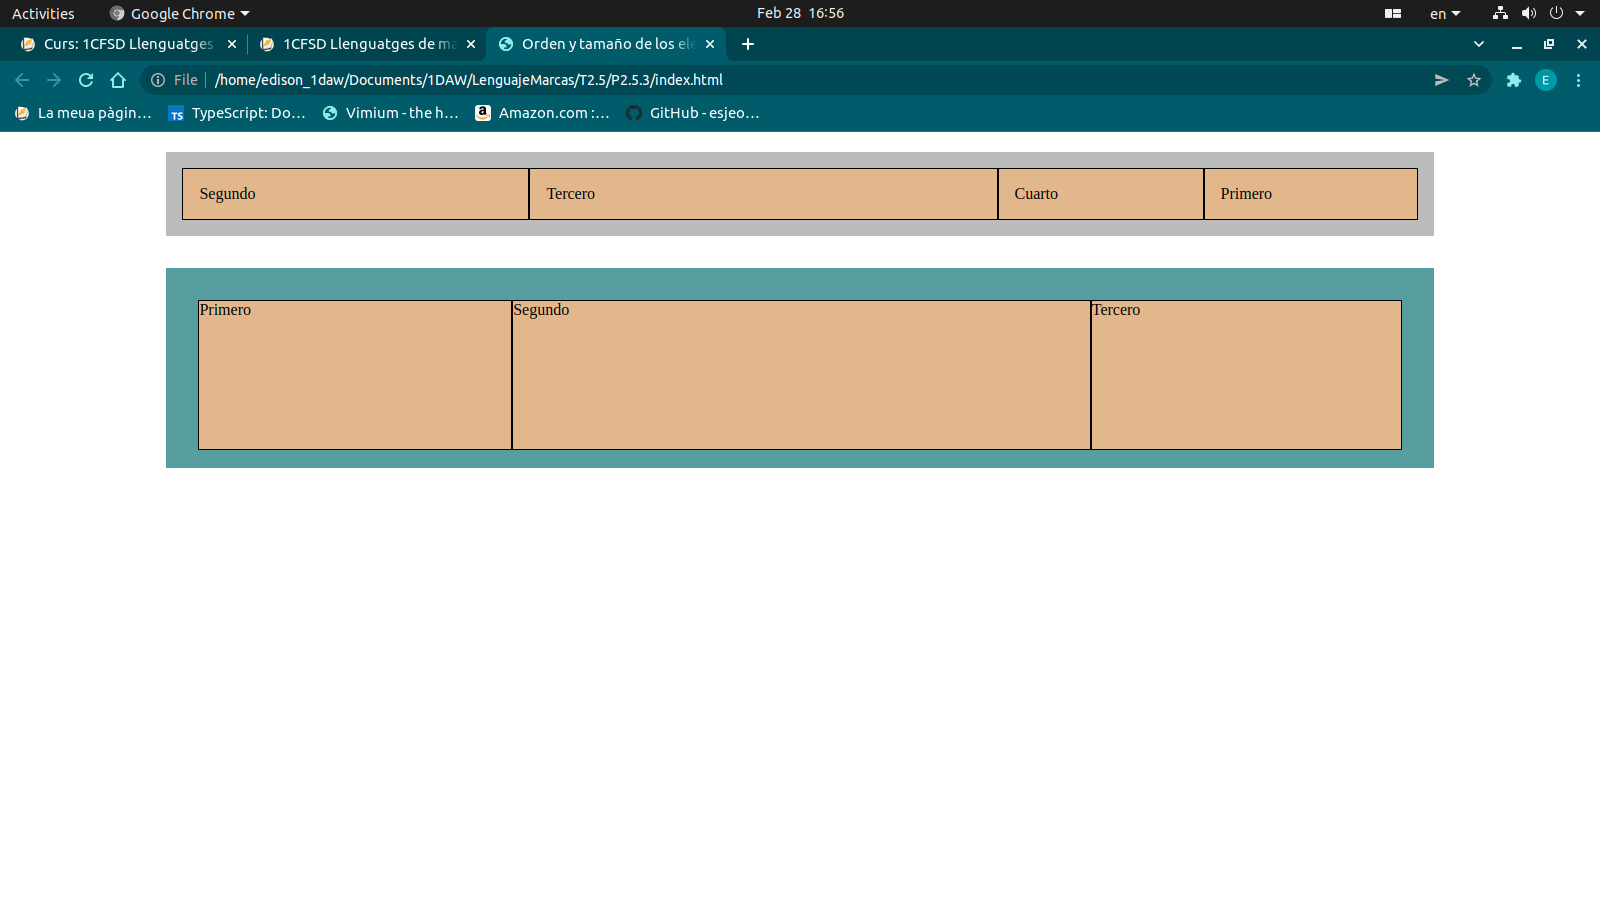 Activities Google Chrome Feb 28 16:56 en
Curs: 1CFSD Llenguatges 1CFSD Llenguatges de ma Orden y tamaño de los ele
File /home/edison_1daw/Documents/1DAW/LenguajeMarcas/T2.5/P2.5.3/index.html E
La meua pàgin… TS TypeScript: Do… Vimium - the h… a Amazon.com :… GitHub - esjeo…
Segundo Tercero Cuarto Primero
Primero Segundo Tercero